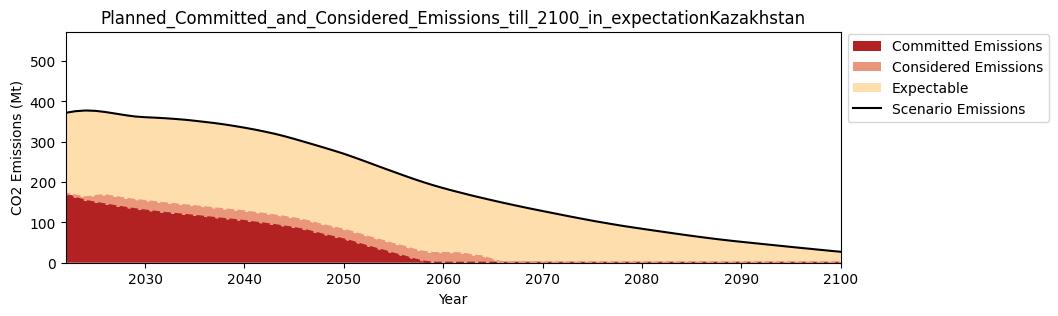 Planned_Committed_and_Considered_Emissions_till_2100_in_expectationKazakhstan
Committed Emissions
Considered Emissions
Expectable
Scenario Emissions
CO2 Emissions (Mt)
500
400
300
200
100
0
2030 2040 2050 2060 2070 2080 2090 2100
Year